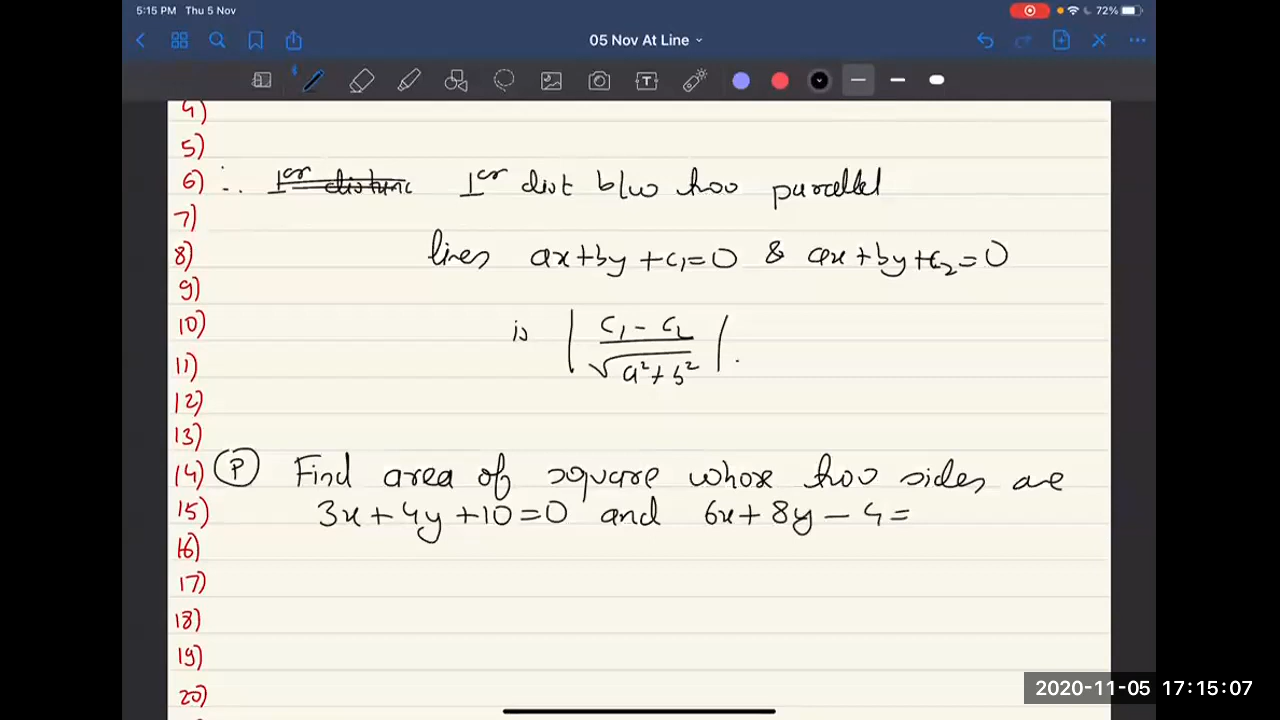 5:15 PM Thu 5 Nov
72%
05 Nov At Line
4)
5)
6) ∴ ⊥er distanc ⊥er dist b/w two parallel
7)
8) lines ax+by+c₁=0 & ax+by+c₂=0
9)
10) is | c₁ - c₂ / √a²+b² | .
11)
12)
13)
14) P Find area of square whose two sides are
15) 3x+4y+10=0 and 6x+8y-4=
16)
17)
18)
19)
20)
2020-11-05 17:15:07